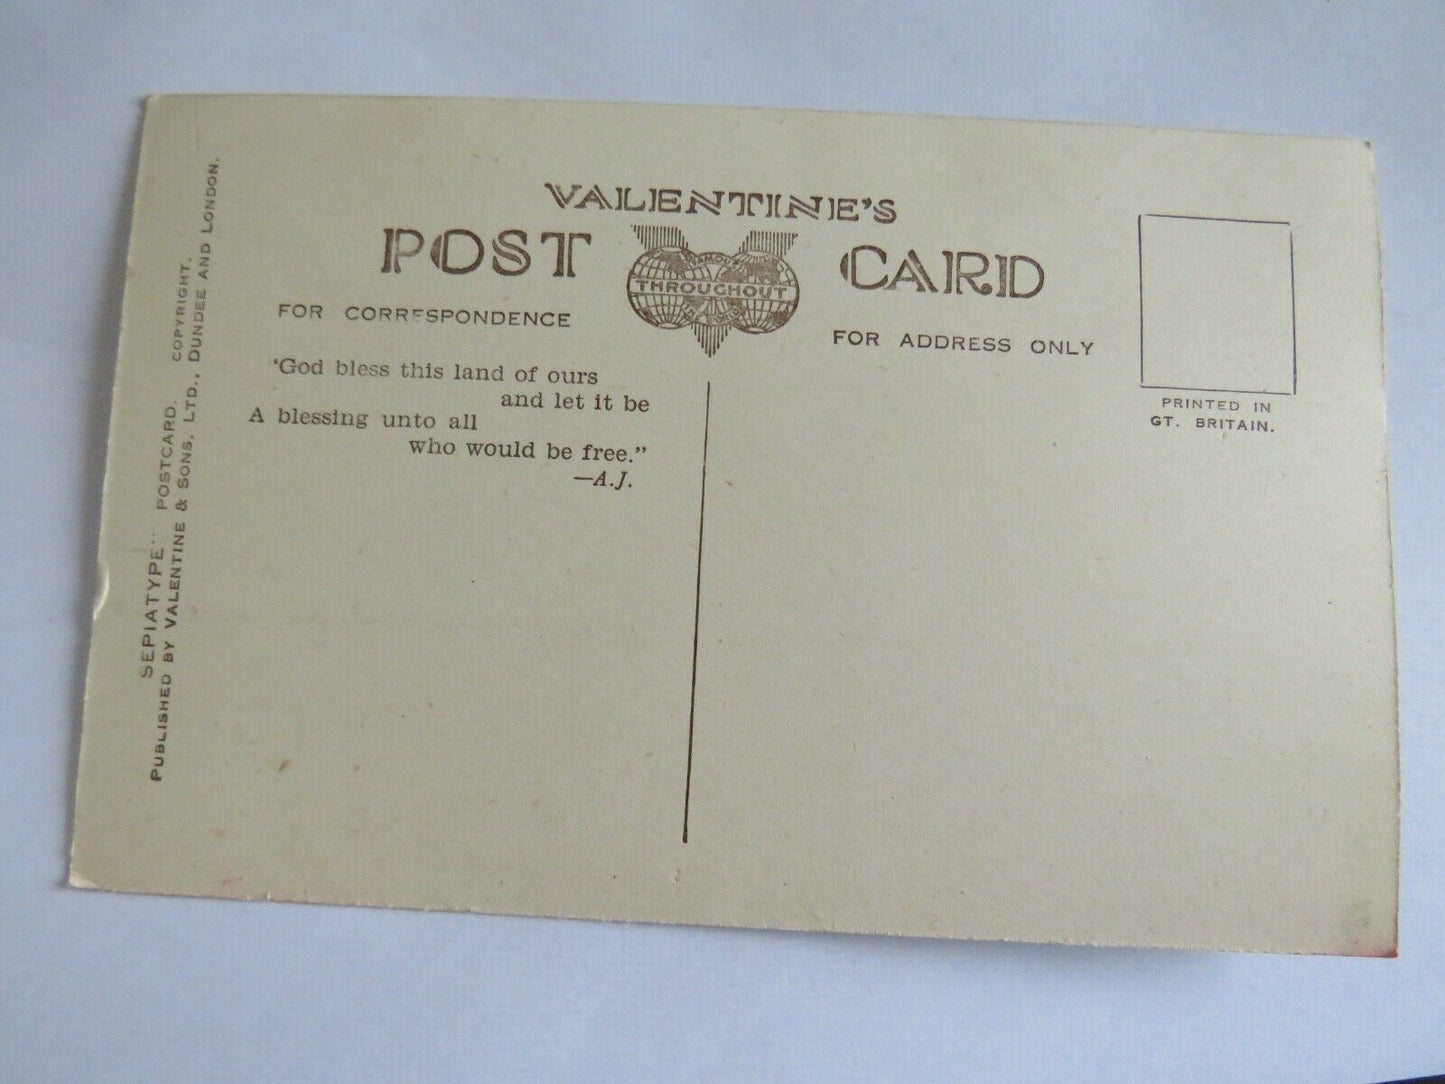 VALENTINE'S
POST CARD
FAMOUS
THROUGHOUT
FOR CORRESPONDENCE
FOR ADDRESS ONLY
'God bless this land of ours
and let it be
A blessing unto all
who would be free."
—A.J.
PRINTED IN
GT. BRITAIN.
SEPIATYPE" POSTCARD. COPYRIGHT.
PUBLISHED BY VALENTINE & SONS, LTD., DUNDEE AND LONDON.